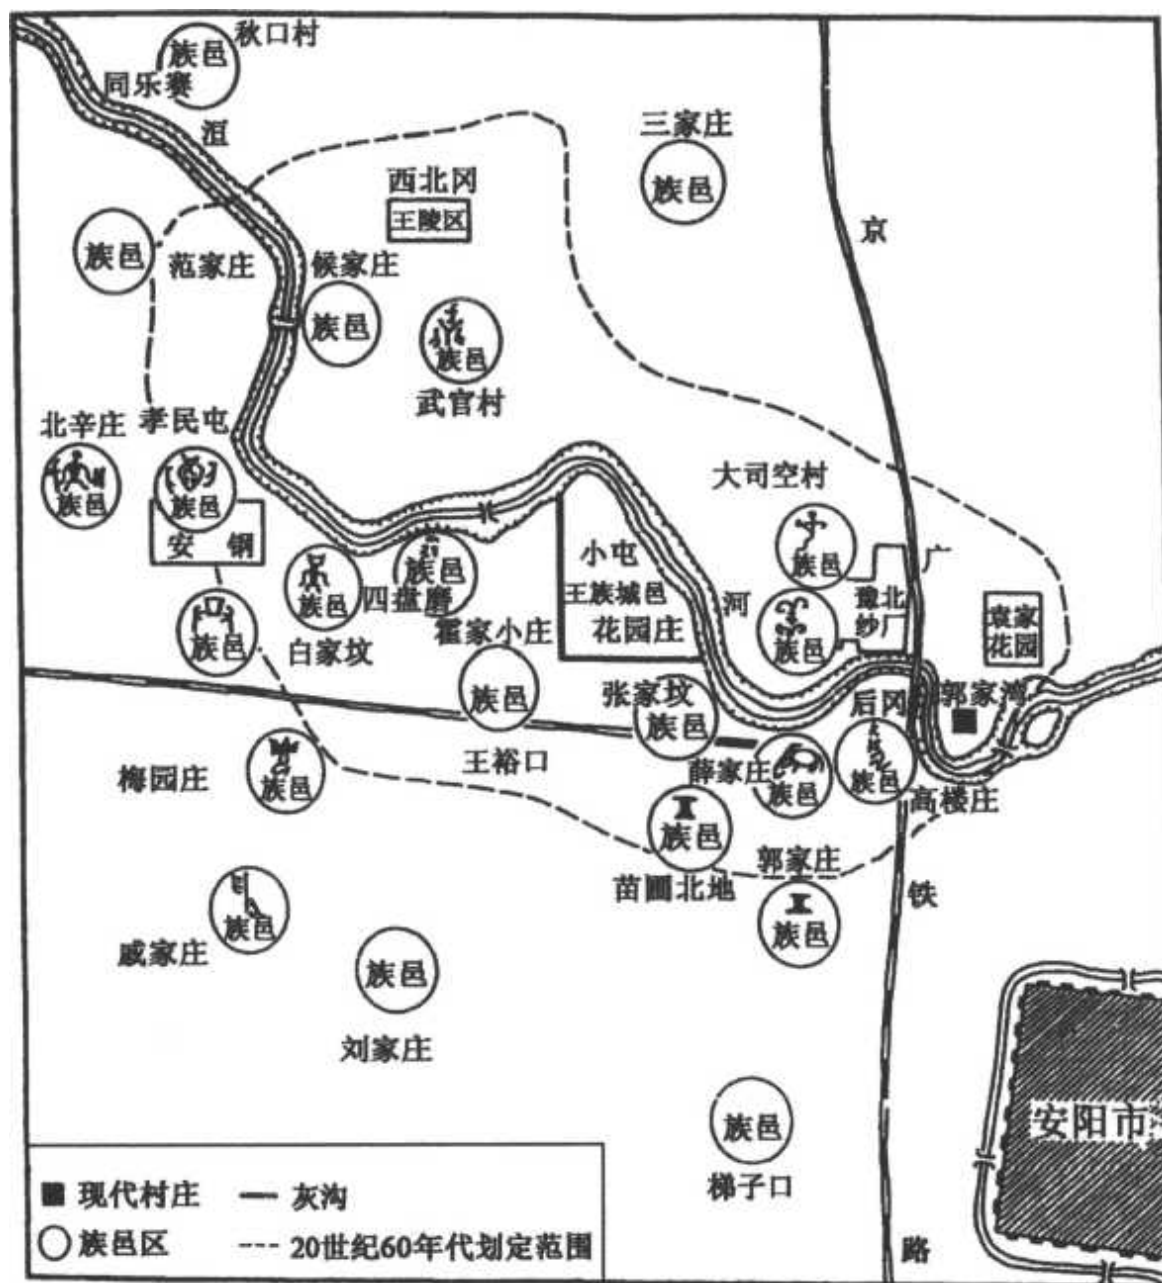 秋口村
族邑
同乐赛
洹
三家庄
族邑
西北冈
王陵区
京
族邑
范家庄
候家庄
族邑
族邑
武官村
北辛庄
孝民屯
族邑
族邑
安钢
大司空村
族邑
小屯
王族城邑
花园庄
河
广
豫北
纱厂
袁家
花园
族邑
族邑
白家坟
族邑
四盘磨
族邑
霍家小庄
族邑
王裕口
张家坟
族邑
后冈
族邑
郭家湾
薛家庄
族邑
高楼庄
梅园庄
族邑
族邑
苗圃北地
郭家庄
族邑
铁
戚家庄
族邑
族邑
刘家庄
安阳市
族邑
梯子口
路
现代村庄
灰沟
族邑区
20世纪60年代划定范围